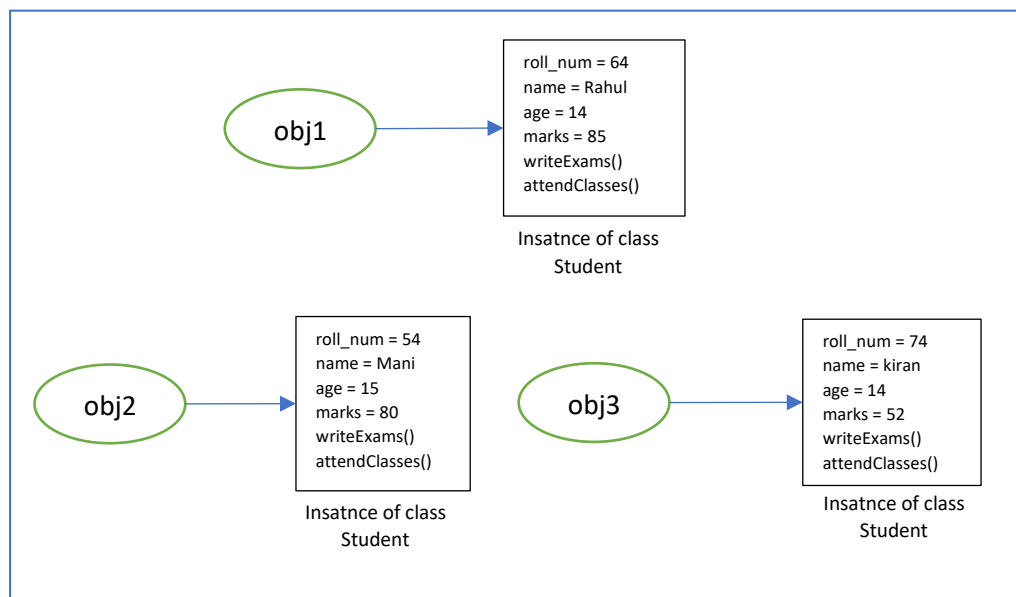 obj1
roll_num = 64
name = Rahul
age = 14
marks = 85
writeExams()
attendClasses()
Insatnce of class
Student
obj2
roll_num = 54
name = Mani
age = 15
marks = 80
writeExams()
attendClasses()
Insatnce of class
Student
obj3
roll_num = 74
name = kiran
age = 14
marks = 52
writeExams()
attendClasses()
Insatnce of class
Student